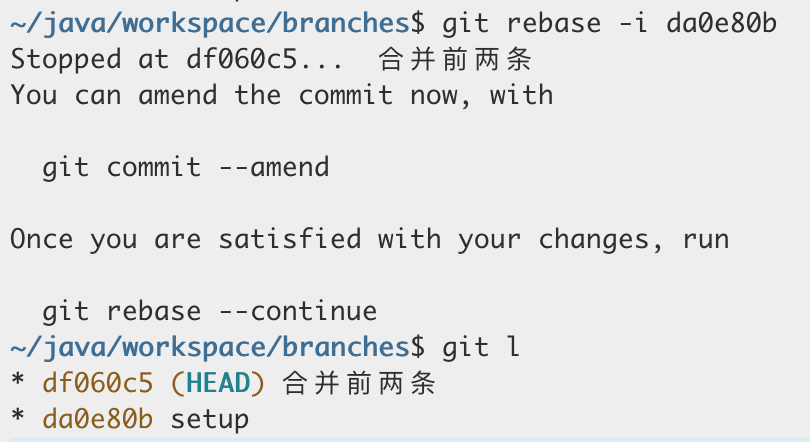 ~/java/workspace/branches$ git rebase -i da0e80b
Stopped at df060c5... 合并前两条
You can amend the commit now, with
git commit --amend
Once you are satisfied with your changes, run
git rebase --continue
~/java/workspace/branches$ git l
* df060c5 (HEAD) 合并前两条
* da0e80b setup